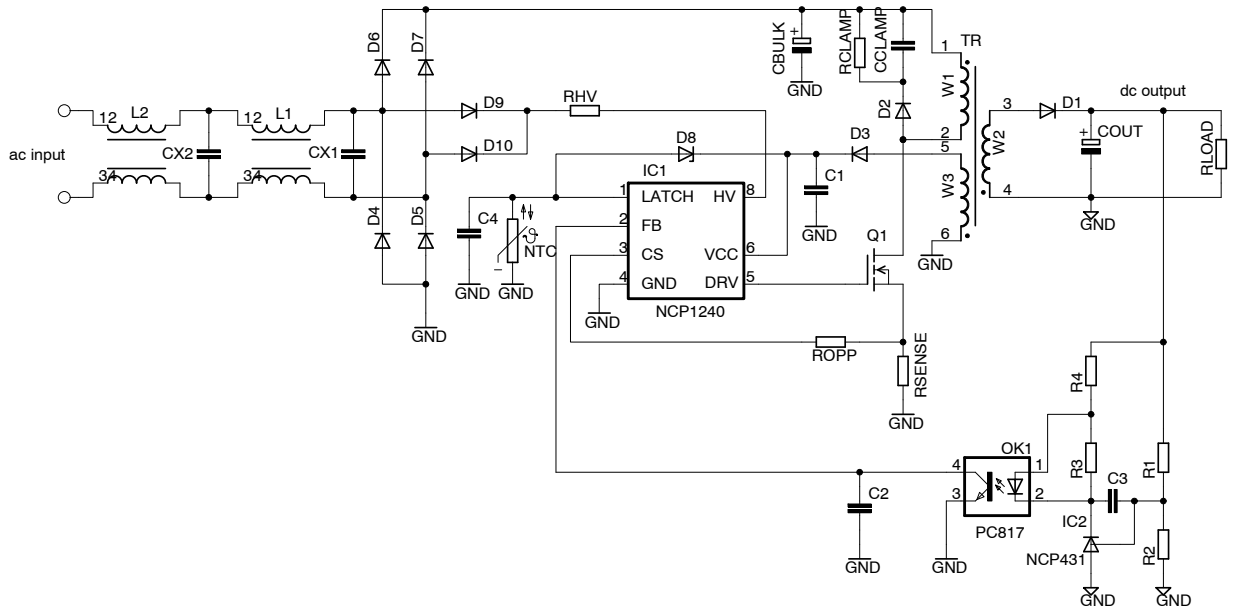 D6
D7
CBULK
+
RCLAMP
CCLAMP
1
TR
W1
D2
2
12
L2
12
L1
CX2
CX1
ac input
34
34
D9
RHV
D10
D8
D3
5
W3
6
GND
3
D1
dc output
W2
+
COUT
RLOAD
4
GND
GND
C1
GND
D4
D5
GND
C4
GND
ϑ
NTC
–
GND
IC1
1
LATCH
HV
8
2
FB
3
CS
VCC
6
4
GND
DRV
5
NCP1240
GND
Q1
ROPP
RSENSE
GND
R4
R3
R1
OK1
4
1
3
2
PC817
C2
GND
GND
C3
IC2
NCP431
R2
GND
GND